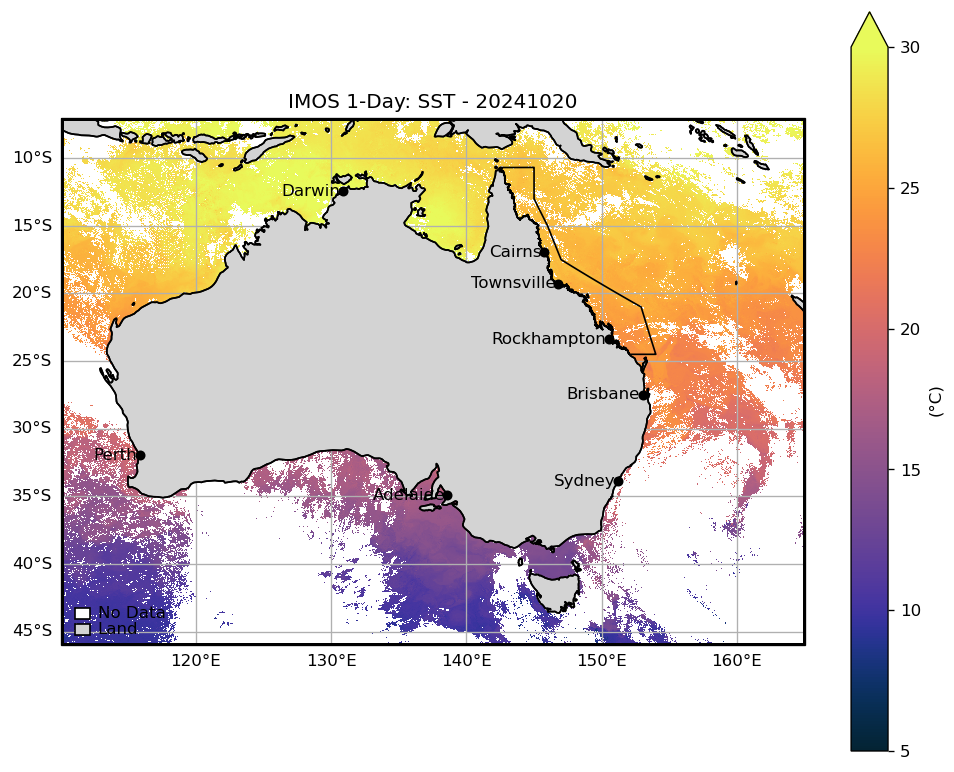 IMOS 1-Day: SST - 20241020
30
10°S
Darwin
25
15°S
Cairns
Townsville
20°S
20
Rockhampton
25°S
Brisbane
(°C)
30°S
Perth
15
Sydney
35°S
Adelaide
40°S
10
No Data
45°S
Land
120°E
130°E
140°E
150°E
160°E
5